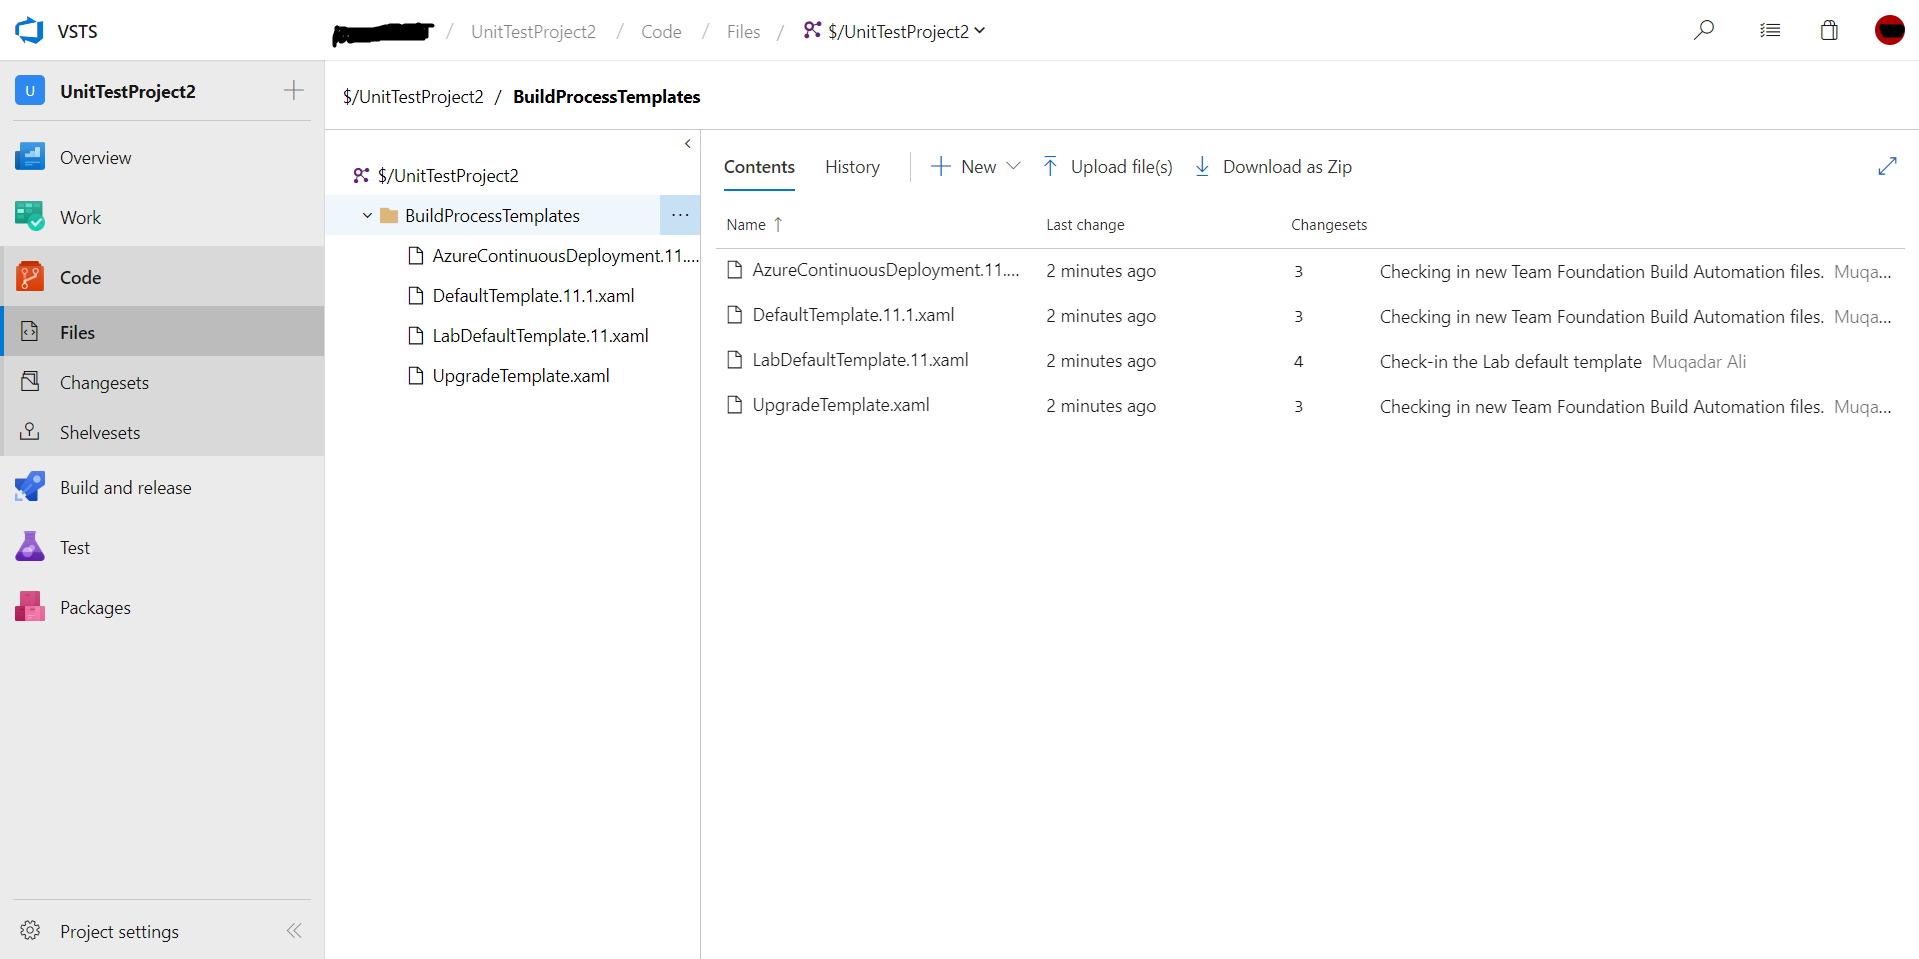 VSTS
/ UnitTestProject2 / Code / Files / $/UnitTestProject2
U UnitTestProject2
Overview
Work
Code
Files
Changesets
Shelvesets
Build and release
Test
Packages
Project settings
$/UnitTestProject2 / BuildProcessTemplates
$/UnitTestProject2
BuildProcessTemplates ...
AzureContinuousDeployment.11....
DefaultTemplate.11.1.xaml
LabDefaultTemplate.11.xaml
UpgradeTemplate.xaml
Contents History New Upload file(s) Download as Zip
Name Last change Changesets
AzureContinuousDeployment.11.... 2 minutes ago 3 Checking in new Team Foundation Build Automation files. Muqa...
DefaultTemplate.11.1.xaml 2 minutes ago 3 Checking in new Team Foundation Build Automation files. Muqa...
LabDefaultTemplate.11.xaml 2 minutes ago 4 Check-in the Lab default template Muqadar Ali
UpgradeTemplate.xaml 2 minutes ago 3 Checking in new Team Foundation Build Automation files. Muqa...